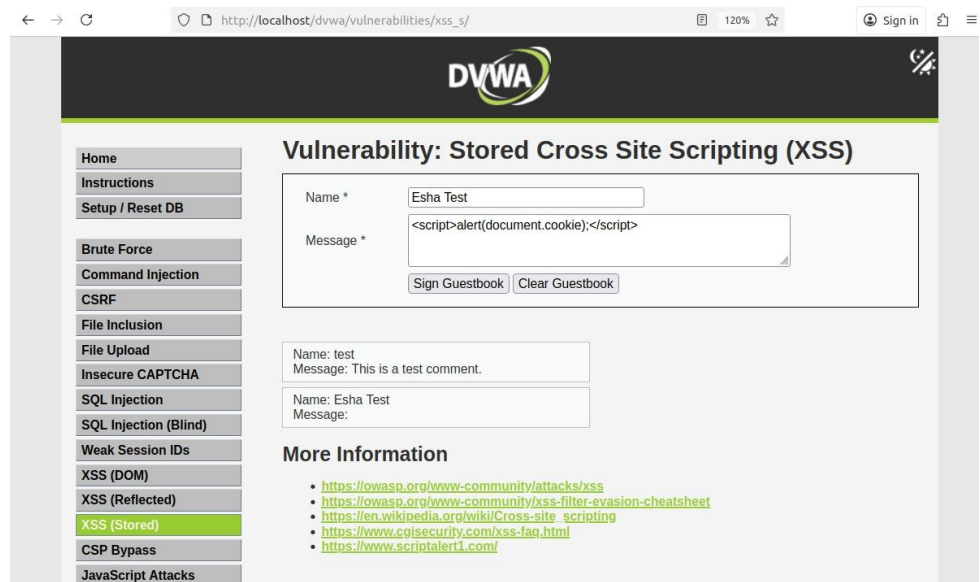 http://localhost/dvwa/vulnerabilities/xss_s/
120%
Sign in
DVWA
Home
Instructions
Setup / Reset DB
Brute Force
Command Injection
CSRF
File Inclusion
File Upload
Insecure CAPTCHA
SQL Injection
SQL Injection (Blind)
Weak Session IDs
XSS (DOM)
XSS (Reflected)
XSS (Stored)
CSP Bypass
JavaScript Attacks
Vulnerability: Stored Cross Site Scripting (XSS)
Name * Esha Test
Message * <script>alert(document.cookie);</script>
Sign Guestbook Clear Guestbook
Name: test
Message: This is a test comment.
Name: Esha Test
Message:
More Information
https://owasp.org/www-community/attacks/xss
https://owasp.org/www-community/xss-filter-evasion-cheatsheet
https://en.wikipedia.org/wiki/Cross-site_scripting
https://www.cgisecurity.com/xss-faq.html
https://www.scriptalert1.com/